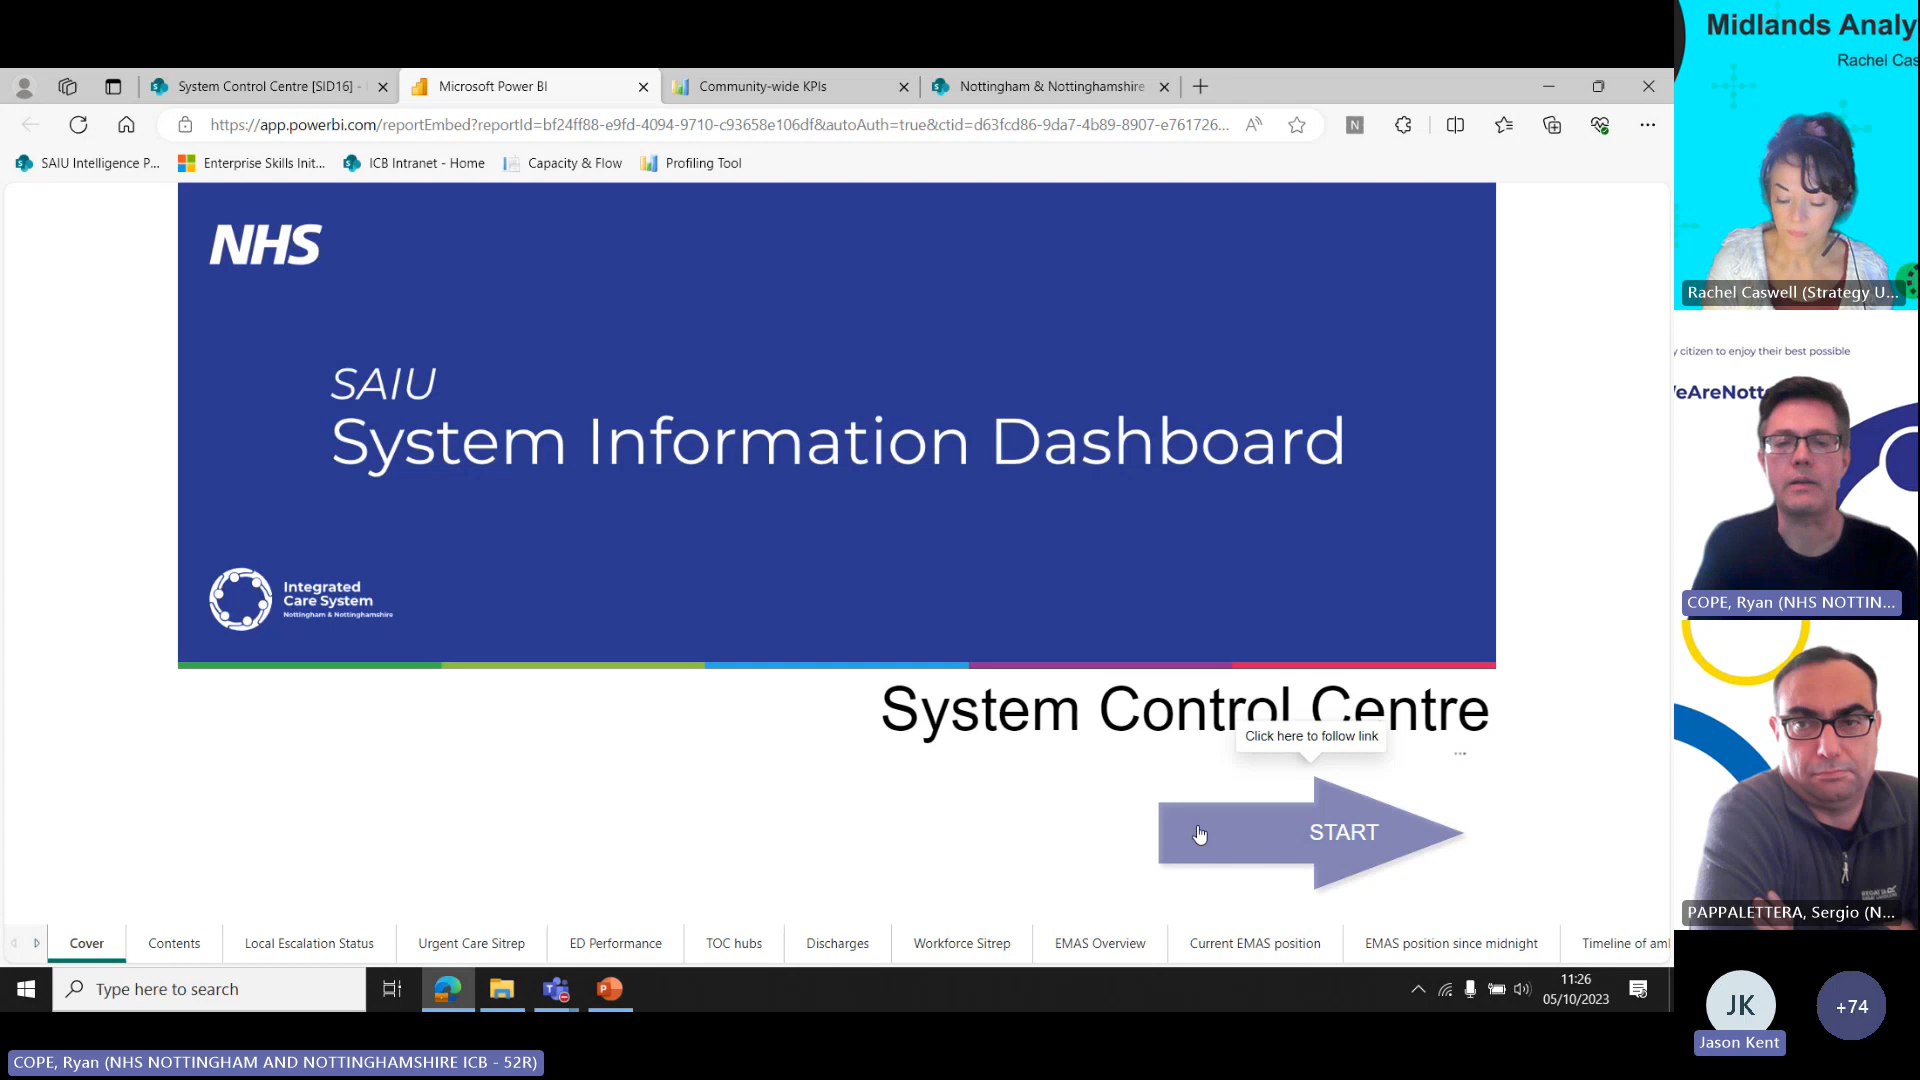 System Control Centre [SID16] -
Microsoft Power BI
Community-wide KPIs
Nottingham & Nottinghamshire
https://app.powerbi.com/reportEmbed?reportId=bf24ff88-e9fd-4094-9710-c93658e106df&autoAuth=true&ctid=d63fcd86-9da7-4b89-8907-e761726...
SAIU Intelligence P...
Enterprise Skills Init...
ICB Intranet - Home
Capacity & Flow
Profiling Tool
NHS
SAIU
System Information Dashboard
Integrated
Care System
Nottingham & Nottinghamshire
System Control Centre
Click here to follow link
START
Cover
Contents
Local Escalation Status
Urgent Care Sitrep
ED Performance
TOC hubs
Discharges
Workforce Sitrep
EMAS Overview
Current EMAS position
EMAS position since midnight
Timeline of aml
Type here to search
11:26
05/10/2023
COPE, Ryan (NHS NOTTINGHAM AND NOTTINGHAMSHIRE ICB - 52R)
Midlands Analy
Rachel Cas
Rachel Caswell (Strategy U...
y citizen to enjoy their best possible
eAreNott
COPE, Ryan (NHS NOTTIN...
REGATTA
PAPPALETTERA, Sergio (N...
JK
Jason Kent
+74